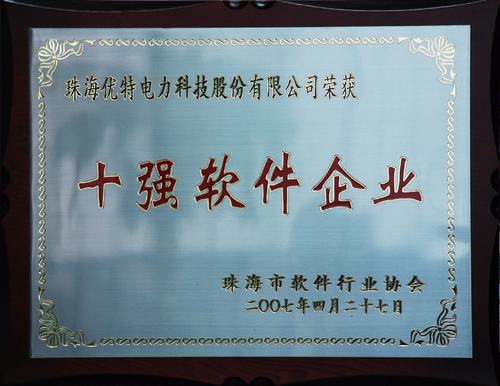 珠海优特电力科技股份有限公司荣获
十强软件企业
珠海市软件行业协会
二〇〇七年四月二十七日